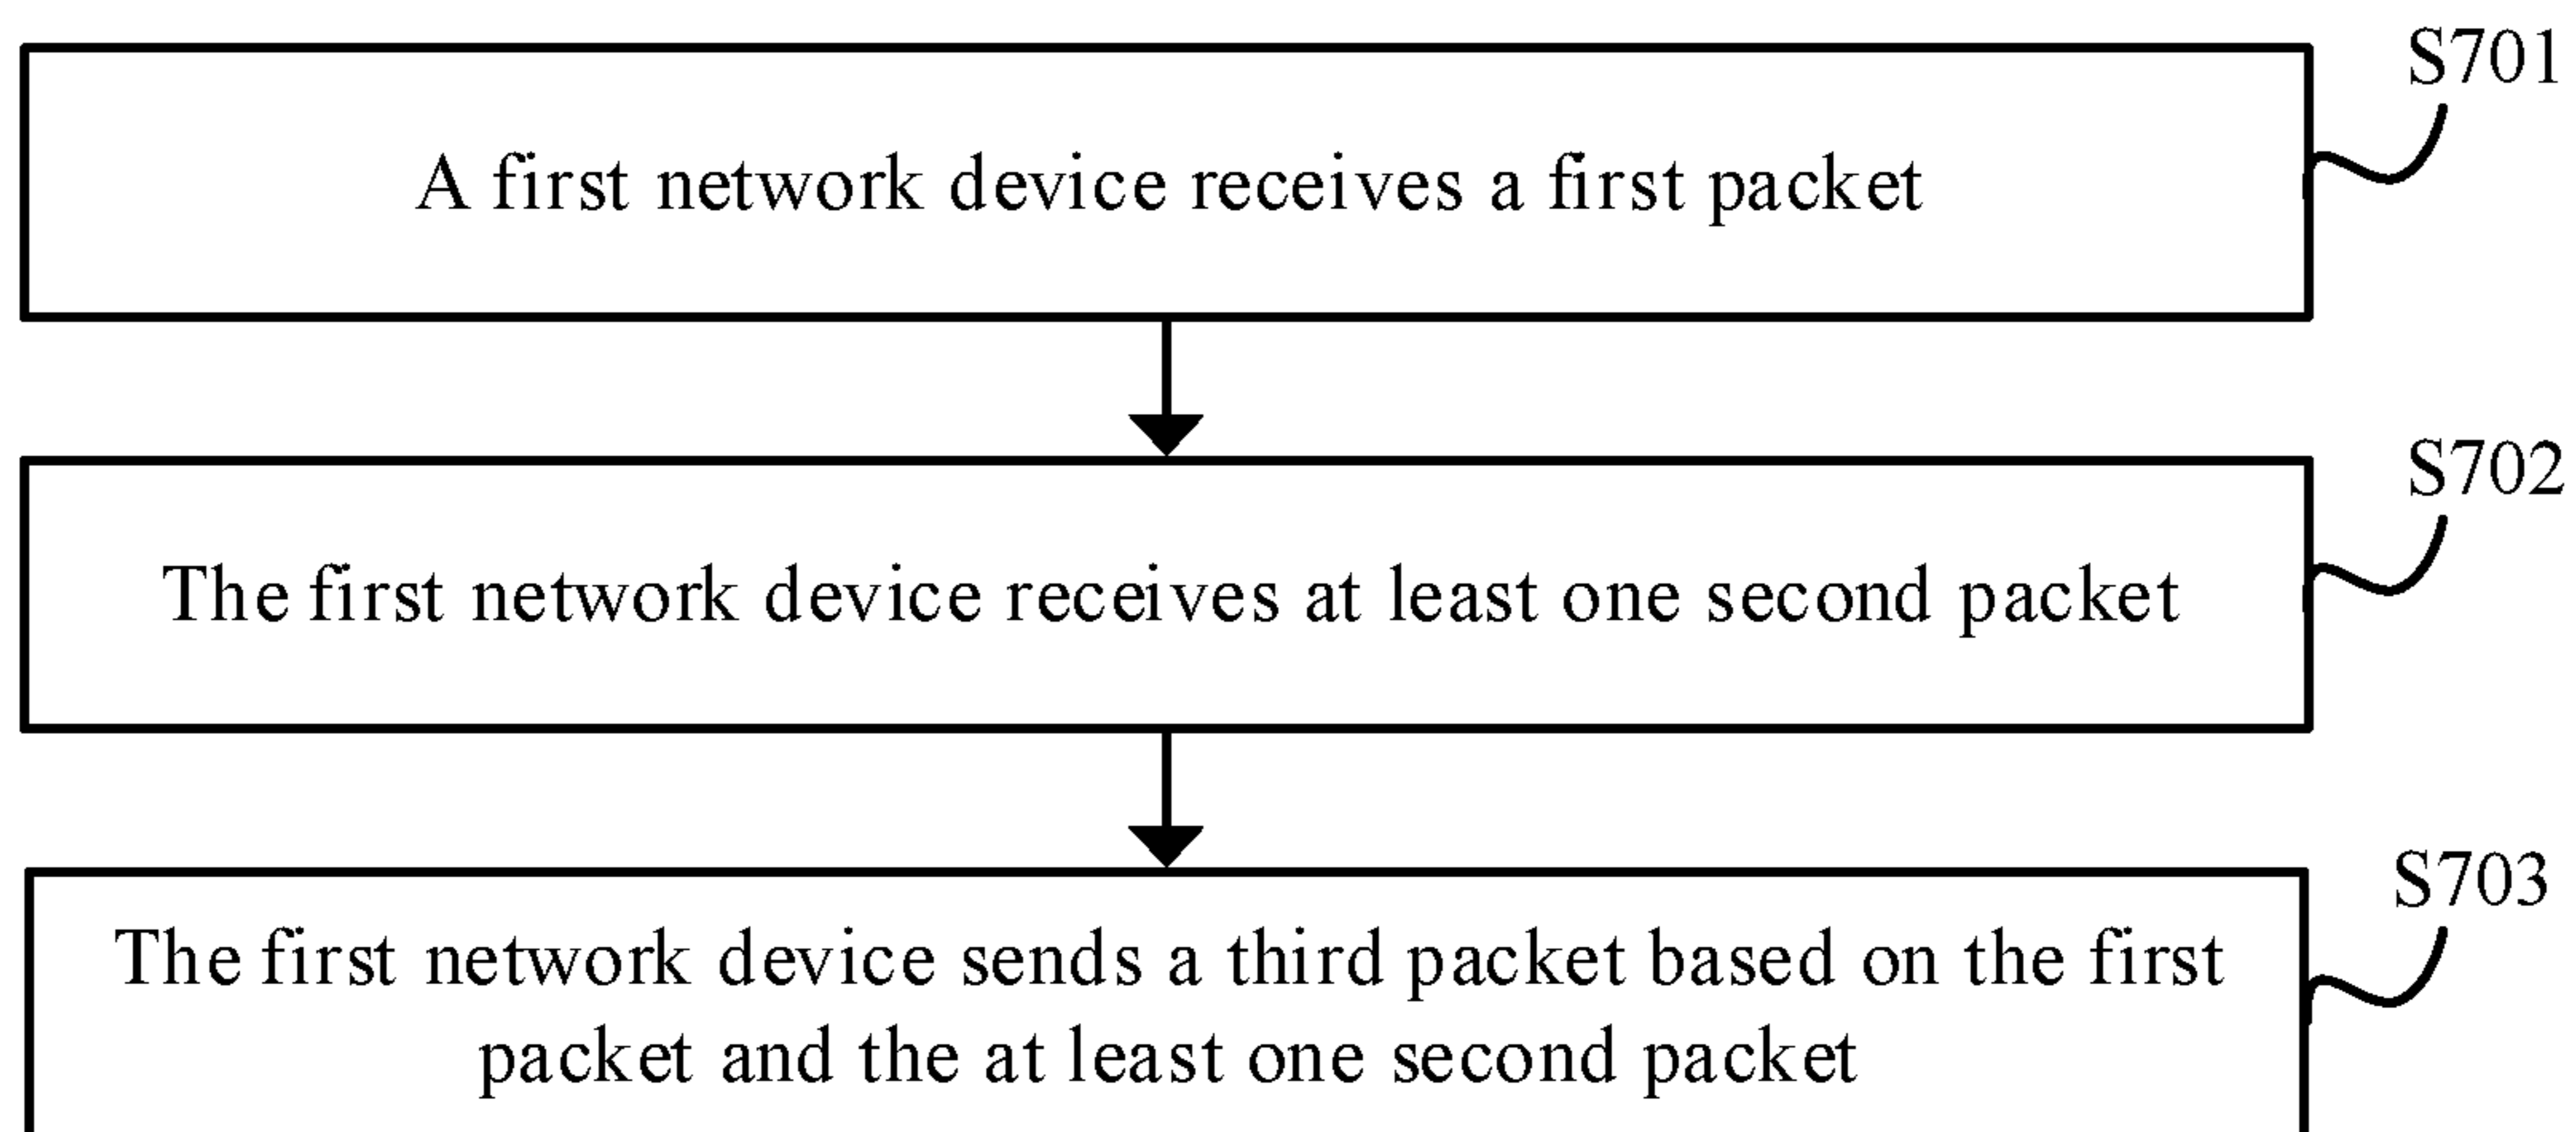 S701
A first network device receives a first packet
S702
The first network device receives at least one second packet
S703
The first network device sends a third packet based on the first
packet and the at least one second packet